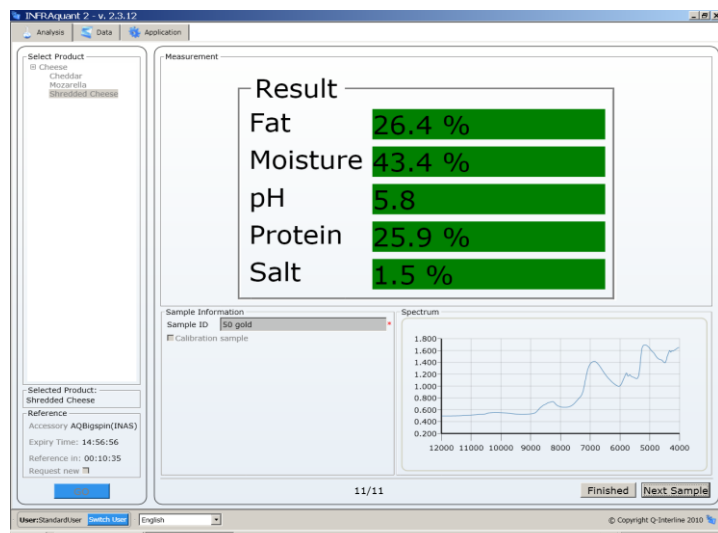 INFRAquant 2 - v. 2.3.12
Analysis Data Application
Select Product
Cheese
Cheddar
Mozarella
Shredded Cheese
Selected Product:
Shredded Cheese
Reference
Accessory AQBigspin(INAS)
Expiry Time: 14:56:56
Reference in: 00:10:35
Request new
Measurement
Result
Fat 26.4 %
Moisture 43.4 %
pH 5.8
Protein 25.9 %
Salt 1.5 %
Sample Information
Sample ID 50 gold *
Calibration sample
Spectrum
1.800
1.600
1.400
1.200
1.000
0.800
0.600
0.400
0.200
12000 11000 10000 9000 8000 7000 6000 5000 4000
11/11
Finished Next Sample
User:StandardUser Switch User English
© Copyright Q-Interline 2010